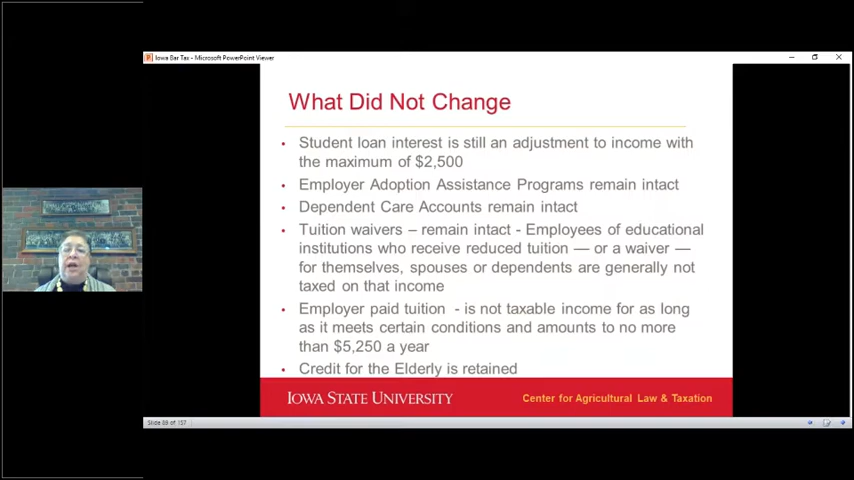 Iowa Bar Tax - Microsoft PowerPoint Viewer
What Did Not Change
• Student loan interest is still an adjustment to income with
the maximum of $2,500
• Employer Adoption Assistance Programs remain intact
• Dependent Care Accounts remain intact
• Tuition waivers – remain intact - Employees of educational
institutions who receive reduced tuition — or a waiver —
for themselves, spouses or dependents are generally not
taxed on that income
• Employer paid tuition - is not taxable income for as long
as it meets certain conditions and amounts to no more
than $5,250 a year
• Credit for the Elderly is retained
IOWA STATE UNIVERSITY
Center for Agricultural Law & Taxation
Slide 89 of 157